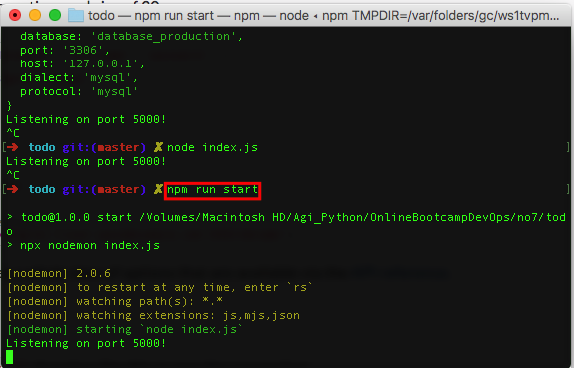 todo — npm run start — npm — node ◂ npm TMPDIR=/var/folders/gc/ws1tvpm...
database: 'database_production',
port: '3306',
host: '127.0.0.1',
dialect: 'mysql',
protocol: 'mysql'
}
Listening on port 5000!
^C
[➜ todo git:(master) ✗ node index.js ]
Listening on port 5000!
^C
[➜ todo git:(master) ✗ npm run start ]
> todo@1.0.0 start /Volumes/Macintosh HD/Agi_Python/OnlineBootcampDevOps/no7/tod
o
> npx nodemon index.js
[nodemon] 2.0.6
[nodemon] to restart at any time, enter `rs`
[nodemon] watching path(s): *.*
[nodemon] watching extensions: js,mjs,json
[nodemon] starting `node index.js`
Listening on port 5000!